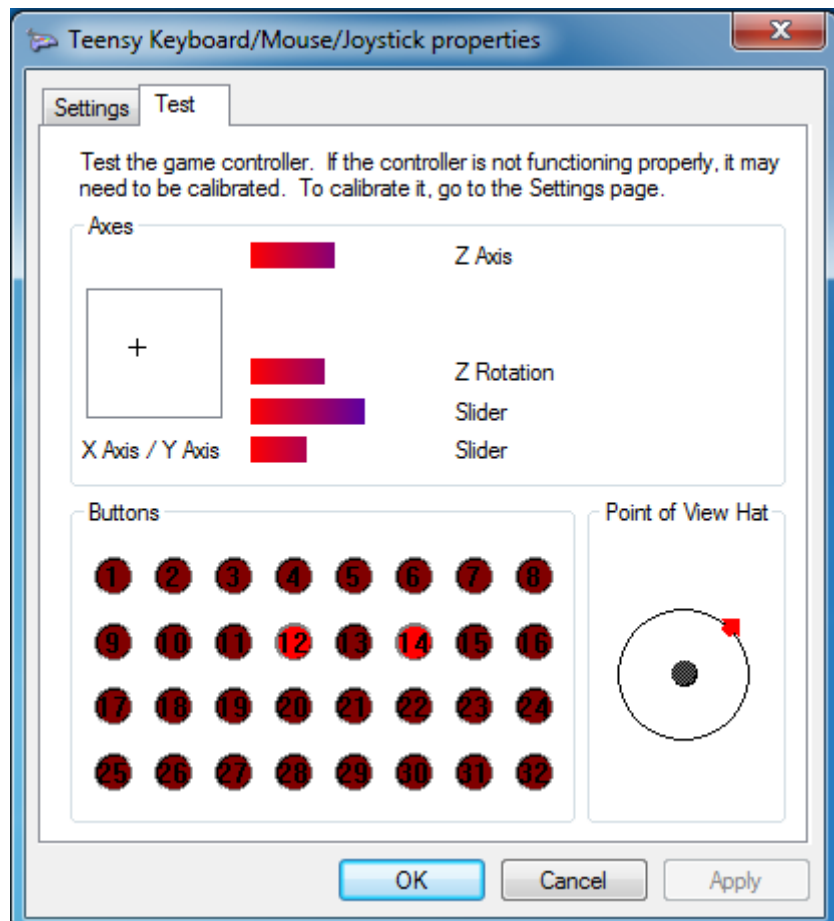 Teensy Keyboard/Mouse/Joystick properties
Settings
Test
Test the game controller.  If the controller is not functioning properly, it may
need to be calibrated.  To calibrate it, go to the Settings page.
Axes
Z Axis
Z Rotation
Slider
X Axis / Y Axis
Slider
Buttons
1 2 3 4 5 6 7 8
9 10 11 12 13 14 15 16
17 18 19 20 21 22 23 24
25 26 27 28 29 30 31 32
Point of View Hat
OK
Cancel
Apply